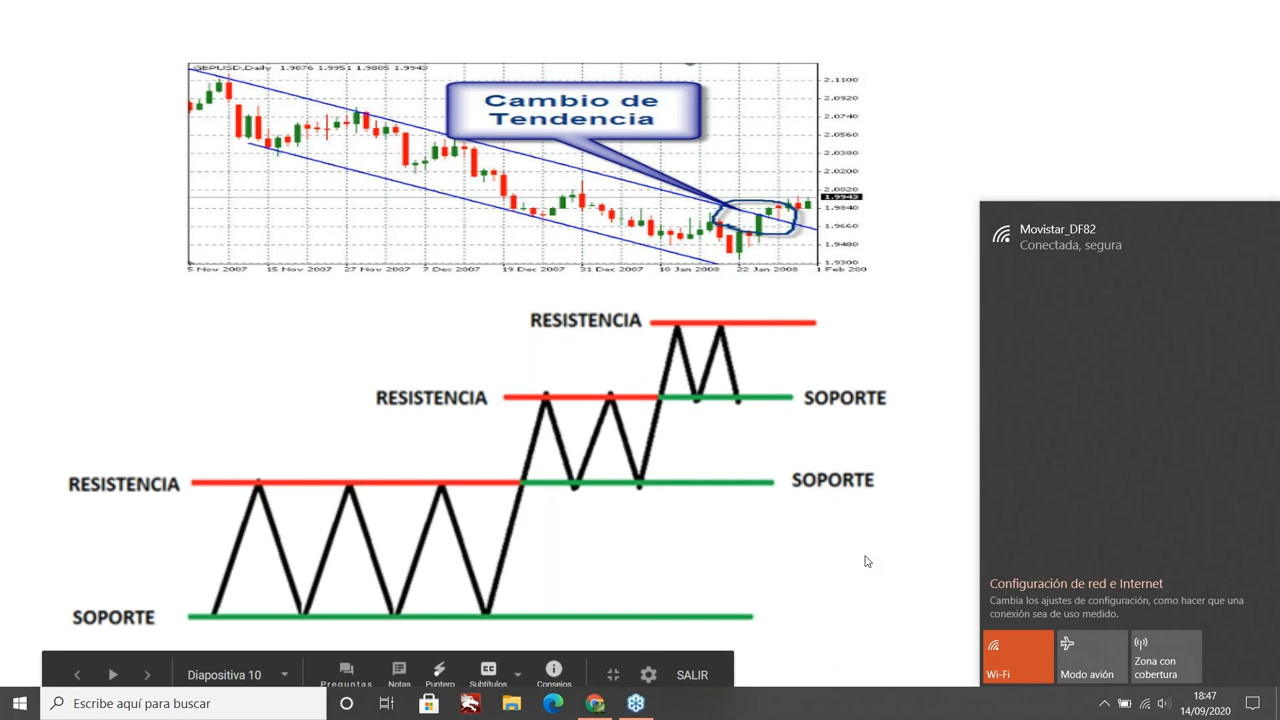 GBPUSD,Daily 1.9876 1.9951 1.9805 1.9943
Cambio de
Tendencia
2.1100
2.0920
2.0740
2.0560
2.0380
2.0200
2.0020
1.9943
1.9840
1.9660
1.9480
1.9300
5 Nov 2007 15 Nov 2007 27 Nov 2007 7 Dec 2007 19 Dec 2007 31 Dec 2007 10 Jan 2008 22 Jan 2008 1 Feb 200
RESISTENCIA
RESISTENCIA SOPORTE
RESISTENCIA SOPORTE
SOPORTE
Movistar_DF82
Conectada, segura
Configuración de red e Internet
Cambia los ajustes de configuración, como hacer que una
conexión sea de uso medido.
Wi-Fi
Modo avión
Zona con
cobertura
Diapositiva 10
Preguntas
Notas
Puntero
Subtítulos
Consejos
SALIR
Escribe aquí para buscar
18:47
14/09/2020